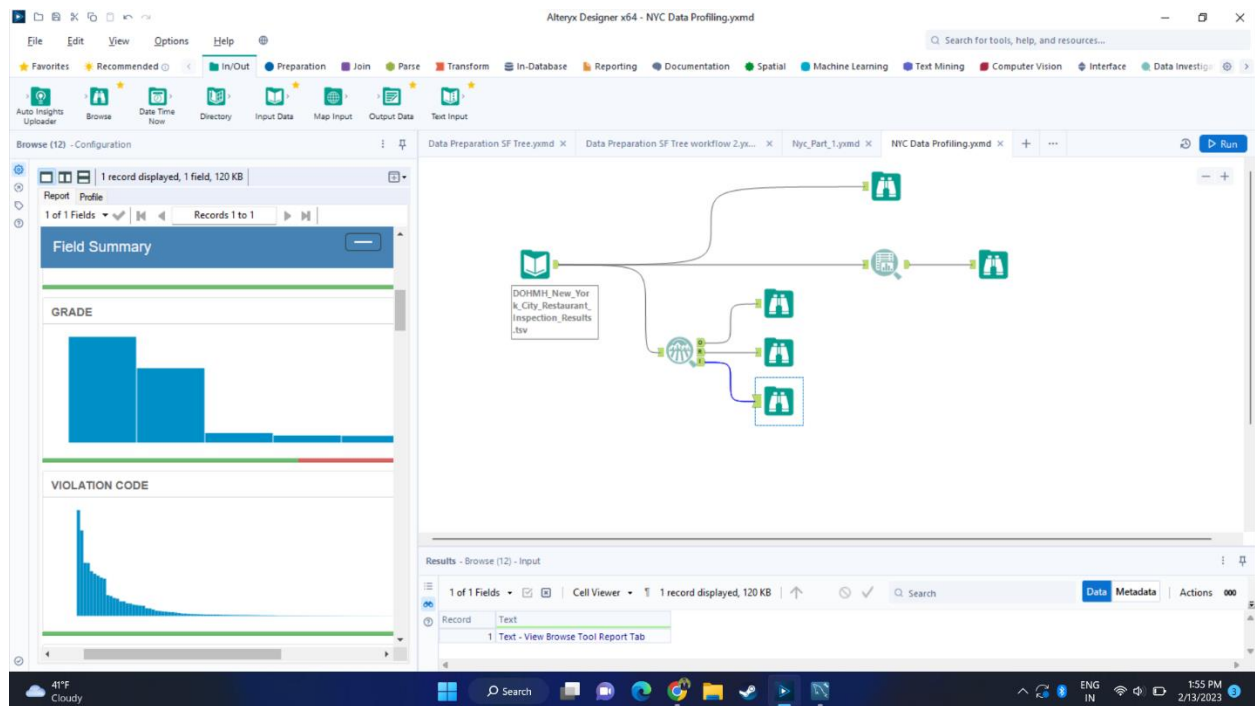 Alteryx Designer x64 - NYC Data Profiling.yxmd
File Edit View Options Help
Search for tools, help, and resources...
Favorites Recommended In/Out Preparation Join Parse Transform In-Database Reporting Documentation Spatial Machine Learning Text Mining Computer Vision Interface Data Investig
Auto Insights Uploader
Browse
Date Time Now
Directory
Input Data
Map Input
Output Data
Text Input
Browse (12) - Configuration
Data Preparation SF Tree.yxmd
Data Preparation SF Tree workflow 2.yx...
Nyc_Part_1.yxmd
NYC Data Profiling.yxmd
Run
1 record displayed, 1 field, 120 KB
Report Profile
1 of 1 Fields Records 1 to 1
Field Summary
GRADE
VIOLATION CODE
DOHMH_New_Yor
k_City_Restaurant_
Inspection_Results
.tsv
Results - Browse (12) - Input
1 of 1 Fields Cell Viewer 1 record displayed, 120 KB Search Data Metadata Actions 000
Record Text
1 Text - View Browse Tool Report Tab
41°F
Cloudy
Search
ENG
IN
1:55 PM
2/13/2023
3